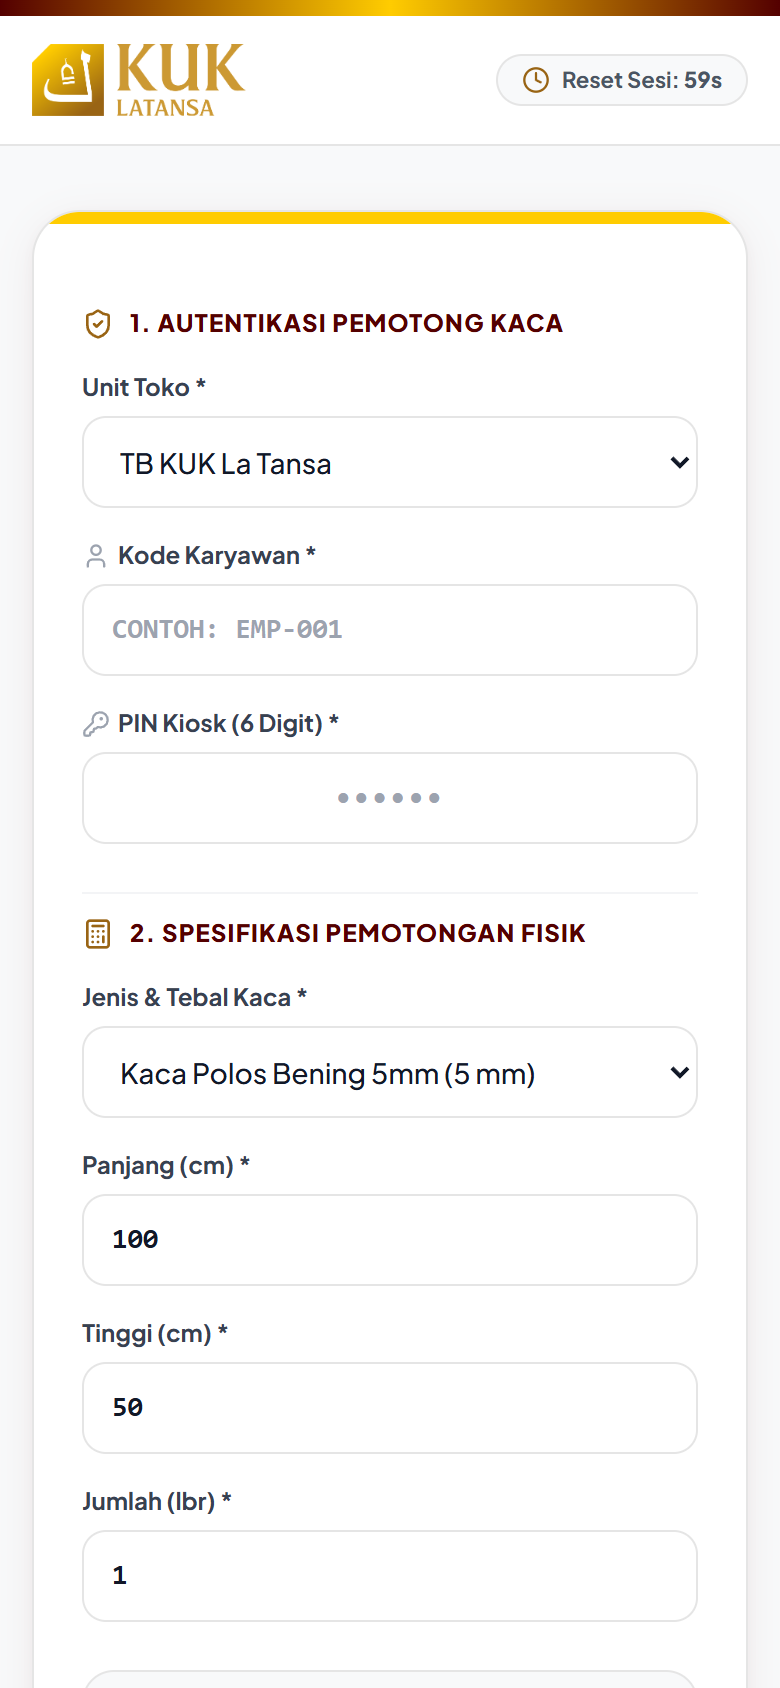 KUK
LATANSA
Reset Sesi: 59s
1. AUTENTIKASI PEMOTONG KACA
Unit Toko *
TB KUK La Tansa
Kode Karyawan *
CONTOH: EMP-001
PIN Kiosk (6 Digit) *
••••••
2. SPESIFIKASI PEMOTONGAN FISIK
Jenis & Tebal Kaca *
Kaca Polos Bening 5mm (5 mm)
Panjang (cm) *
100
Tinggi (cm) *
50
Jumlah (lbr) *
1